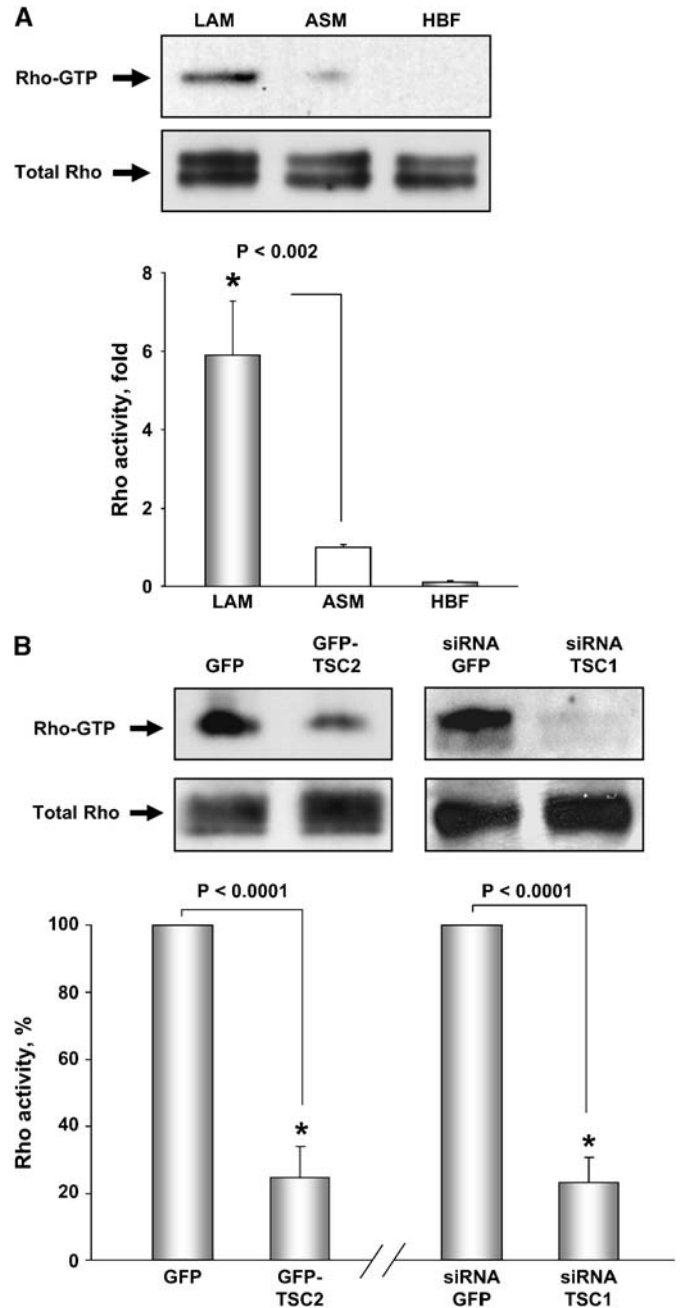 A
LAM ASM HBF
Rho-GTP
Total Rho
P < 0.002
*
8
6
4
2
0
Rho activity, fold
LAM ASM HBF
B
GFP GFP-TSC2 siRNA GFP siRNA TSC1
Rho-GTP
Total Rho
P < 0.0001 P < 0.0001
100
80
60
40
20
0
* *
Rho activity, %
GFP GFP-TSC2 siRNA GFP siRNA TSC1